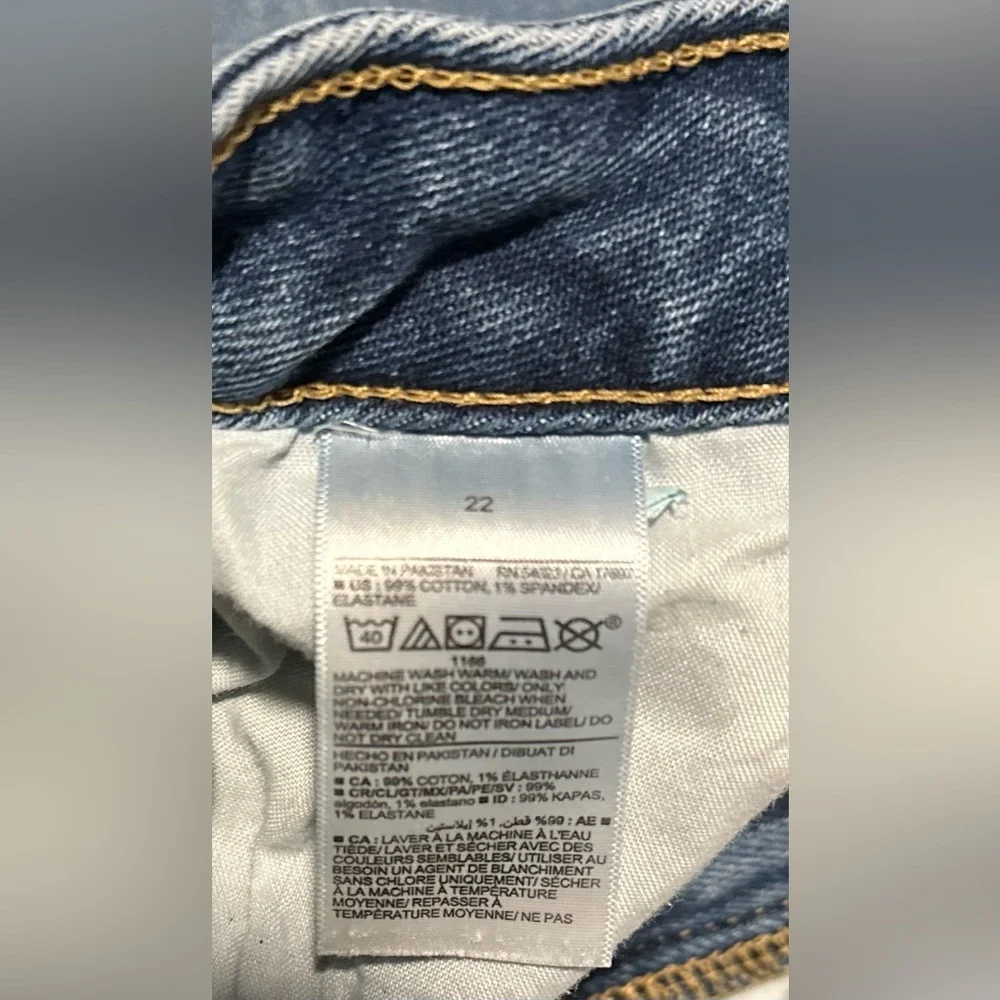 22
MADE IN PAKISTAN RN 54023 / CA 17897
■ US : 99% COTTON, 1% SPANDEX/
ELASTANE
40 ®
1166
MACHINE WASH WARM/ WASH AND
DRY WITH LIKE COLORS/ ONLY
NON-CHLORINE BLEACH WHEN
NEEDED/ TUMBLE DRY MEDIUM/
WARM IRON/ DO NOT IRON LABEL/ DO
NOT DRY CLEAN
HECHO EN PAKISTAN / DIBUAT DI
PAKISTAN
■ CA : 99% COTON, 1% ÉLASTHANNE
■ CR/CL/GT/MX/PA/PE/SV : 99%
algodón, 1% elastano ■ ID : 99% KAPAS,
1% ELASTANE
■ AE : 99% قطن، 1% إيلاستين
■ CA : LAVER À LA MACHINE À L'EAU
TIÈDE/ LAVER ET SÉCHER AVEC DES
COULEURS SEMBLABLES/ UTILISER AU
BESOIN UN AGENT DE BLANCHIMENT
SANS CHLORE UNIQUEMENT/ SÉCHER
À LA MACHINE À TEMPÉRATURE
MOYENNE/ REPASSER À
TEMPÉRATURE MOYENNE/ NE PAS